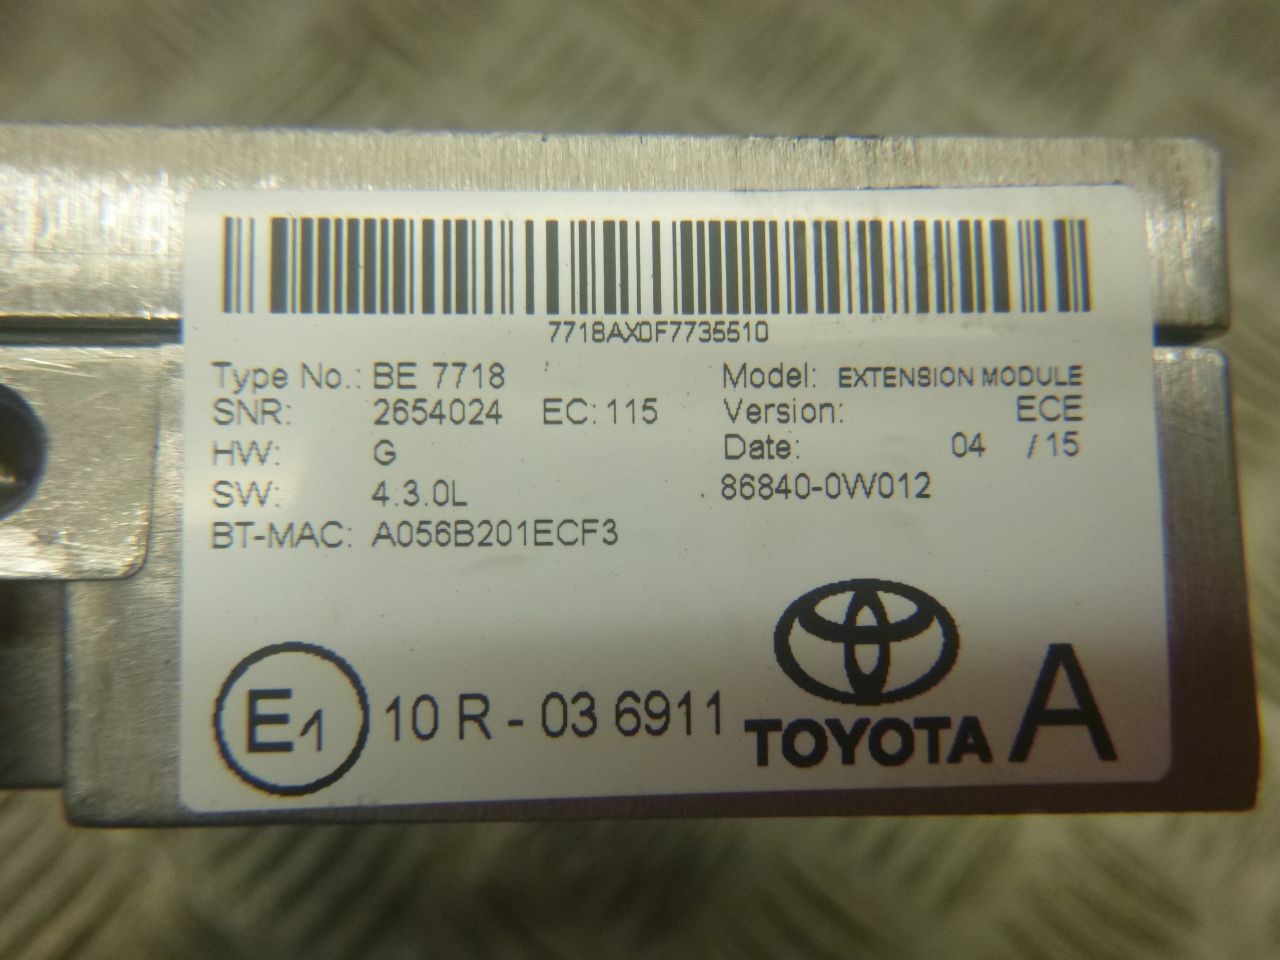 7718AX0F7735510
Type No.: BE 7718 Model: EXTENSION MODULE
SNR: 2654024 EC: 115 Version: ECE
HW: G Date: 04 / 15
SW: 4.3.0L 86840-0W012
BT-MAC: A056B201ECF3
E1 10 R - 03 6911 TOYOTA A